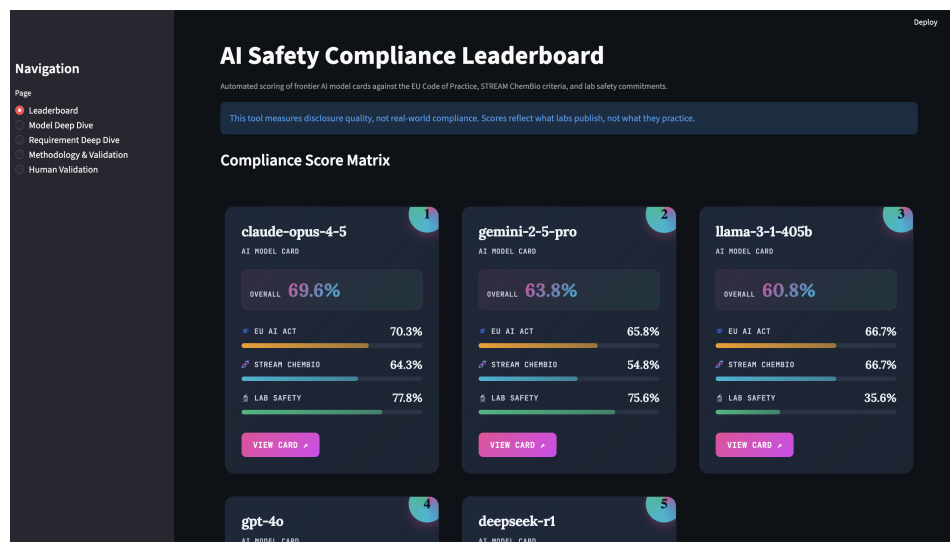 Deploy
Navigation
Page
Leaderboard
Model Deep Dive
Requirement Deep Dive
Methodology & Validation
Human Validation
AI Safety Compliance Leaderboard
Automated scoring of frontier AI model cards against the EU Code of Practice, STREAM ChemBio criteria, and lab safety commitments.
This tool measures disclosure quality, not real-world compliance. Scores reflect what labs publish, not what they practice.
Compliance Score Matrix
1
claude-opus-4-5
AI MODEL CARD
OVERALL 69.6%
EU AI ACT 70.3%
STREAM CHEMBIO 64.3%
LAB SAFETY 77.8%
VIEW CARD ↗
2
gemini-2-5-pro
AI MODEL CARD
OVERALL 63.8%
EU AI ACT 65.8%
STREAM CHEMBIO 54.8%
LAB SAFETY 75.6%
VIEW CARD ↗
3
llama-3-1-405b
AI MODEL CARD
OVERALL 60.8%
EU AI ACT 66.7%
STREAM CHEMBIO 66.7%
LAB SAFETY 35.6%
VIEW CARD ↗
4
gpt-4o
AI MODEL CARD
5
deepseek-r1
AI MODEL CARD